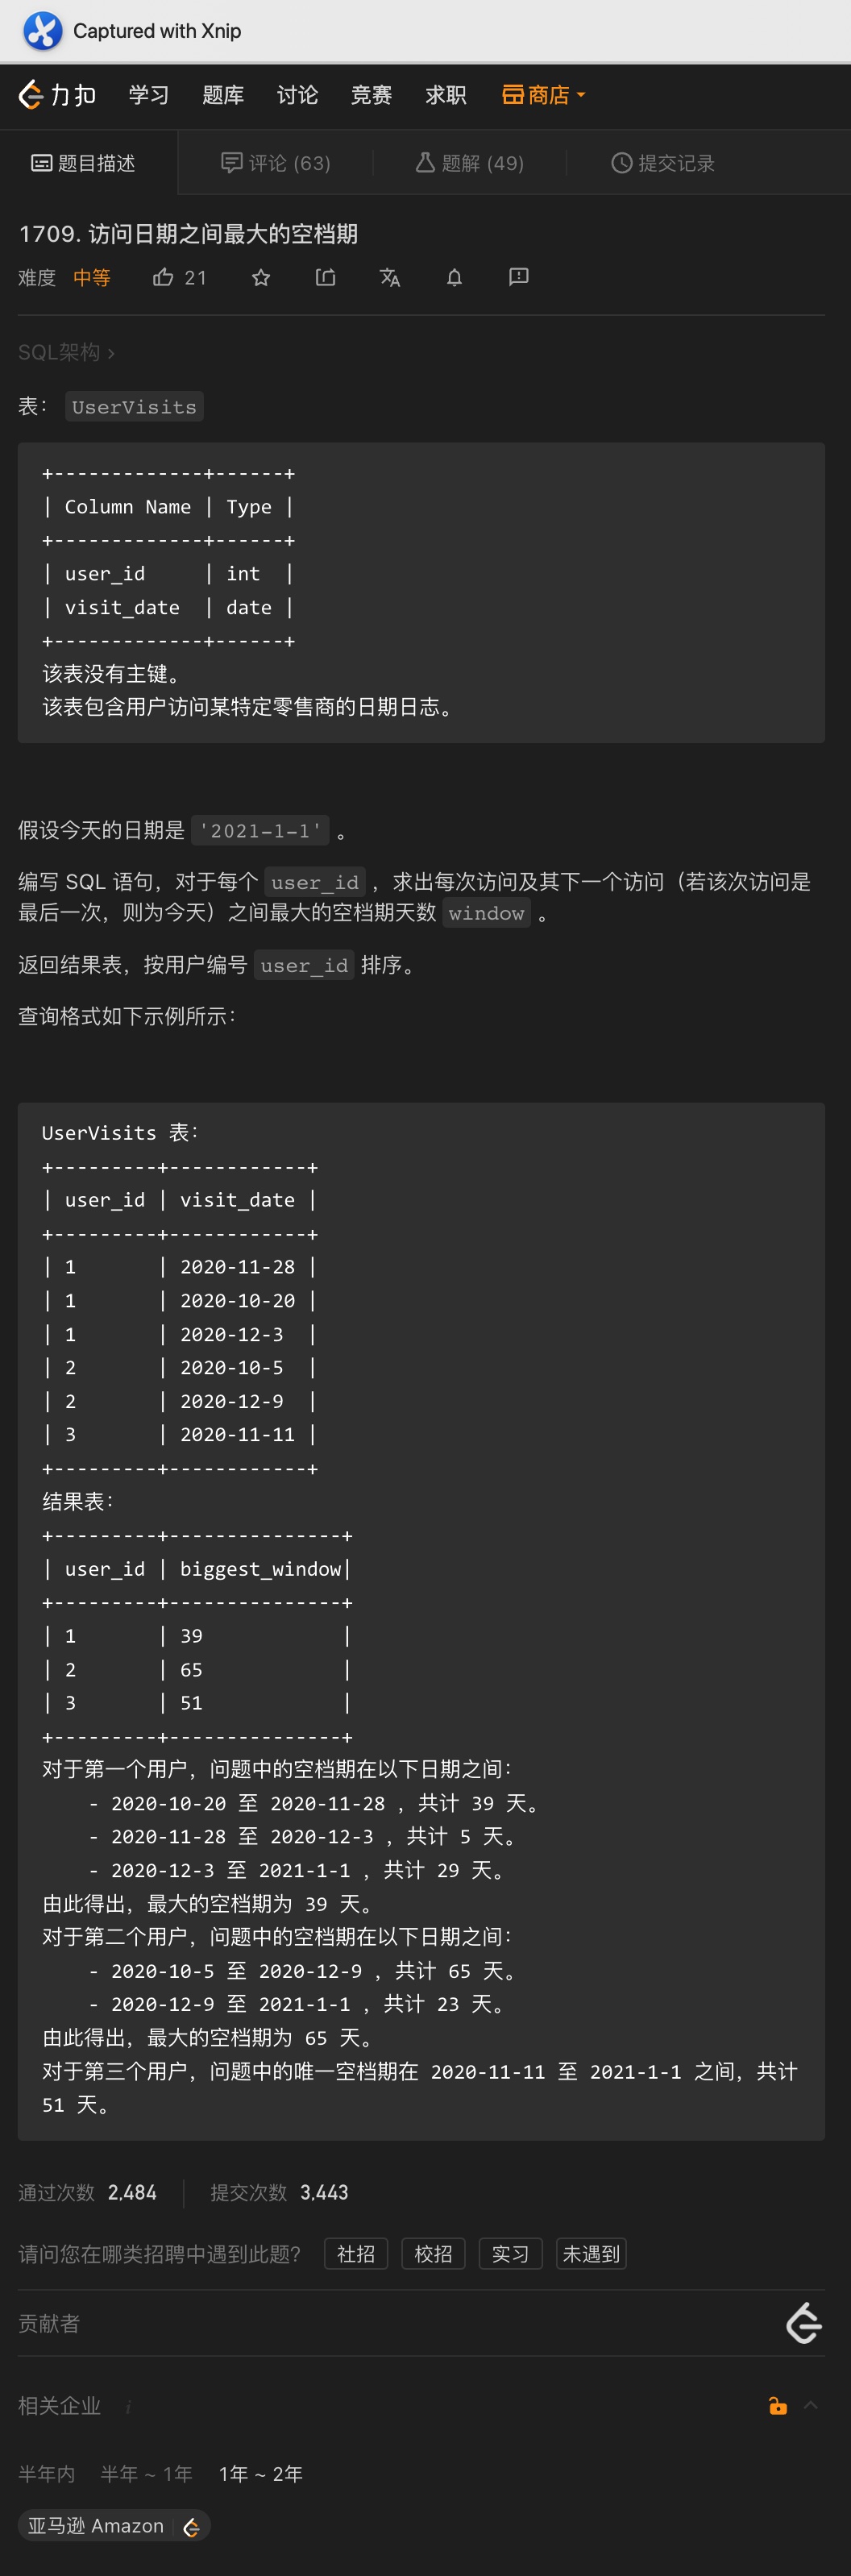 Captured with Xnip
力扣 学习 题库 讨论 竞赛 求职 商店
题目描述 评论 (63) 题解 (49) 提交记录
1709. 访问日期之间最大的空档期
难度 中等 21
SQL架构 ›
表： UserVisits
+-------------+------+
| Column Name | Type |
+-------------+------+
| user_id     | int  |
| visit_date  | date |
+-------------+------+
该表没有主键。
该表包含用户访问某特定零售商的日期日志。
假设今天的日期是 '2021-1-1' 。
编写 SQL 语句，对于每个 user_id ，求出每次访问及其下一个访问（若该次访问是
最后一次，则为今天）之间最大的空档期天数 window 。
返回结果表，按用户编号 user_id 排序。
查询格式如下示例所示：
UserVisits 表：
+---------+------------+
| user_id | visit_date |
+---------+------------+
| 1       | 2020-11-28 |
| 1       | 2020-10-20 |
| 1       | 2020-12-3  |
| 2       | 2020-10-5  |
| 2       | 2020-12-9  |
| 3       | 2020-11-11 |
+---------+------------+
结果表：
+---------+---------------+
| user_id | biggest_window|
+---------+---------------+
| 1       | 39            |
| 2       | 65            |
| 3       | 51            |
+---------+---------------+
对于第一个用户，问题中的空档期在以下日期之间：
    - 2020-10-20 至 2020-11-28 ，共计 39 天。
    - 2020-11-28 至 2020-12-3 ，共计 5 天。
    - 2020-12-3 至 2021-1-1 ，共计 29 天。
由此得出，最大的空档期为 39 天。
对于第二个用户，问题中的空档期在以下日期之间：
    - 2020-10-5 至 2020-12-9 ，共计 65 天。
    - 2020-12-9 至 2021-1-1 ，共计 23 天。
由此得出，最大的空档期为 65 天。
对于第三个用户，问题中的唯一空档期在 2020-11-11 至 2021-1-1 之间，共计
51 天。
通过次数 2,484 提交次数 3,443
请问您在哪类招聘中遇到此题？ 社招 校招 实习 未遇到
贡献者
相关企业 i
半年内 半年 ~ 1年 1年 ~ 2年
亚马逊 Amazon